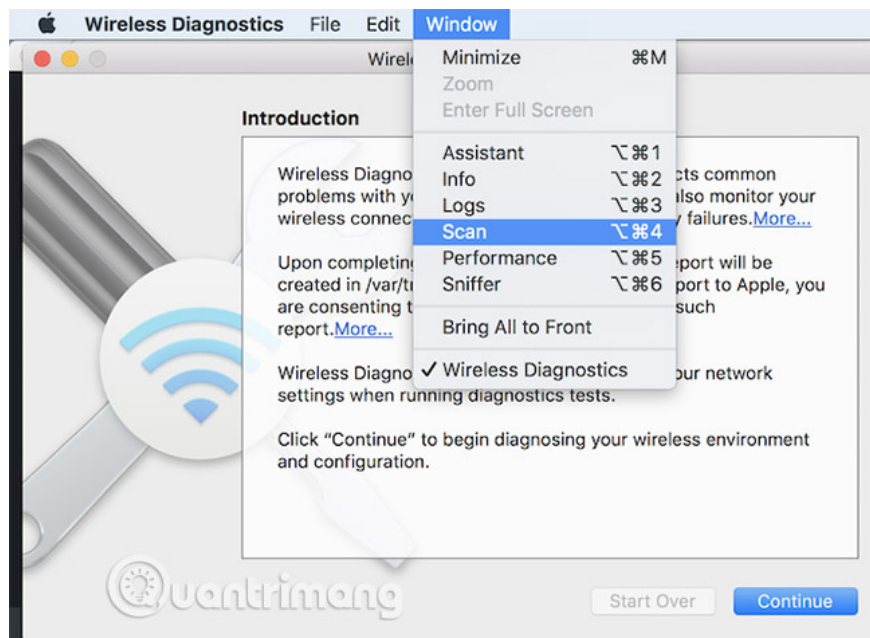 Wireless Diagnostics File Edit Window
Wirele
Minimize ⌘M
Zoom
Enter Full Screen
Assistant ⌥⌘1
Info ⌥⌘2
Logs ⌥⌘3
Scan ⌥⌘4
Performance ⌥⌘5
Sniffer ⌥⌘6
Bring All to Front
✓ Wireless Diagnostics
Introduction
Wireless Diagno cts common
problems with y lso monitor your
wireless connec y failures.More...
Upon completing eport will be
created in /var/t port to Apple, you
are consenting t such
report.More...
Wireless Diagno our network
settings when running diagnostics tests.
Click “Continue” to begin diagnosing your wireless environment
and configuration.
Quantrimang
Start Over Continue